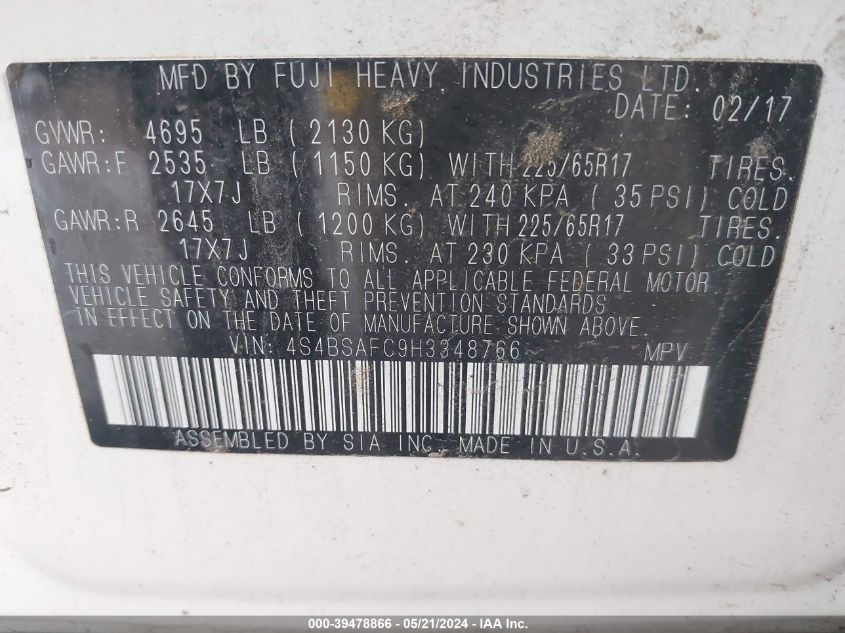 MFD BY FUJI HEAVY INDUSTRIES LTD.
DATE: 02/17
GVWR: 4695 LB ( 2130 KG)
GAWR:F 2535 LB ( 1150 KG) WITH 225/65R17 TIRES.
17X7J RIMS. AT 240 KPA ( 35 PSI) COLD
GAWR:R 2645 LB ( 1200 KG) WITH 225/65R17 TIRES.
17X7J RIMS. AT 230 KPA ( 33 PSI) COLD
THIS VEHICLE CONFORMS TO ALL APPLICABLE FEDERAL MOTOR
VEHICLE SAFETY AND THEFT PREVENTION STANDARDS
IN EFFECT ON THE DATE OF MANUFACTURE SHOWN ABOVE.
VIN: 4S4BSAFC9H3348766 MPV
ASSEMBLED BY SIA INC. MADE IN U.S.A.
000-39478866 - 05/21/2024 - IAA Inc.